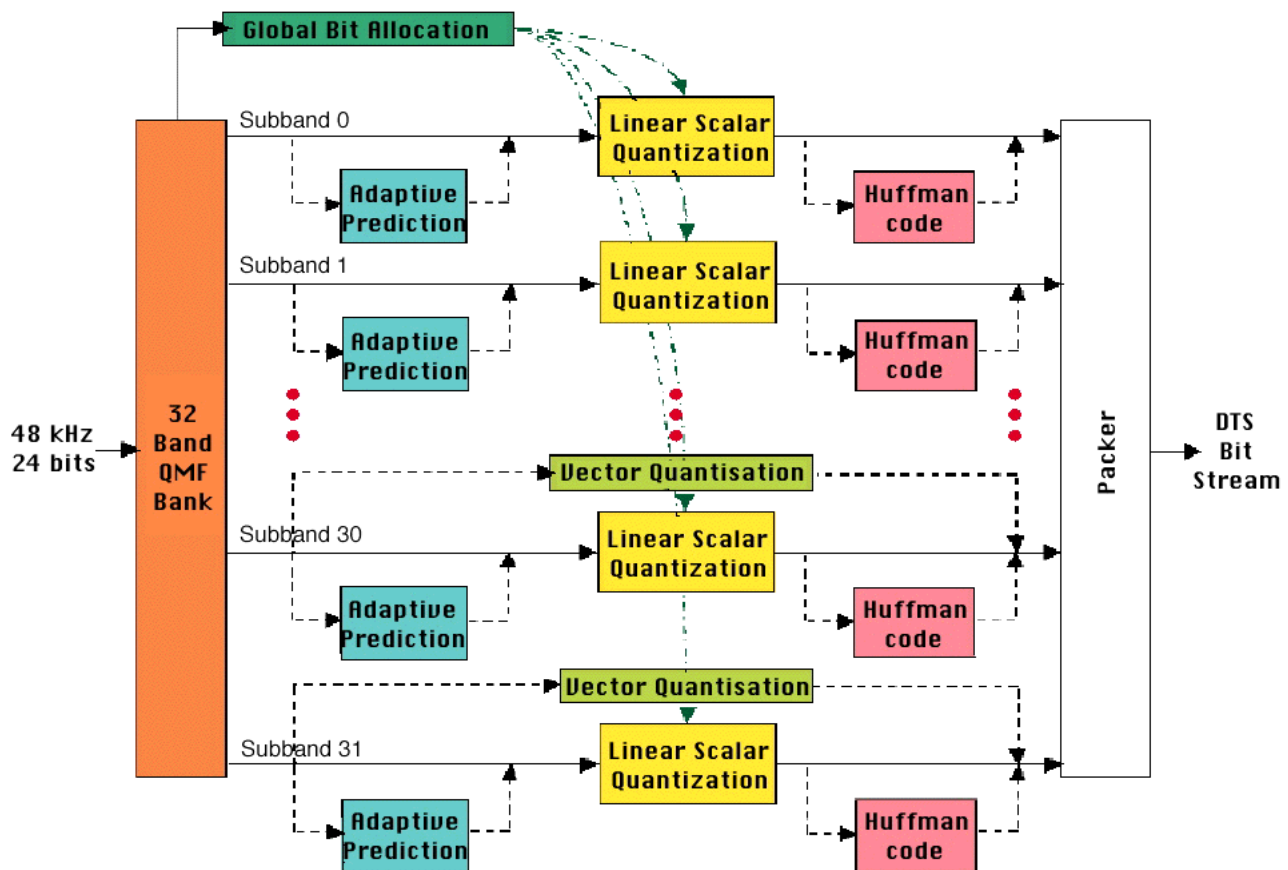 Global Bit Allocation
Subband 0
Linear Scalar
Quantization
Adaptive
Prediction
Huffman
code
Subband 1
Linear Scalar
Quantization
Adaptive
Prediction
Huffman
code
48 kHz
24 bits
32
Band
QMF
Bank
Packer
DTS
Bit
Stream
Vector Quantisation
Subband 30
Linear Scalar
Quantization
Adaptive
Prediction
Huffman
code
Vector Quantisation
Subband 31
Linear Scalar
Quantization
Adaptive
Prediction
Huffman
code